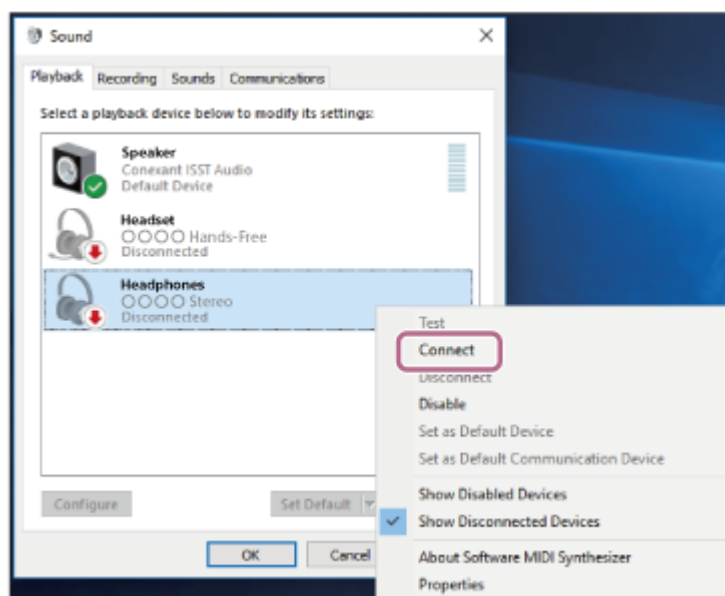 Sound
Playback Recording Sounds Communications
Select a playback device below to modify its settings:
Speaker
Conexant ISST Audio
Default Device
Headset
○○○○ Hands-Free
Disconnected
Headphones
○○○○ Stereo
Disconnected
Test
Connect
Disconnect
Disable
Set as Default Device
Set as Default Communication Device
Show Disabled Devices
Show Disconnected Devices
About Software MIDI Synthesizer
Properties
Configure Set Default
OK Cancel